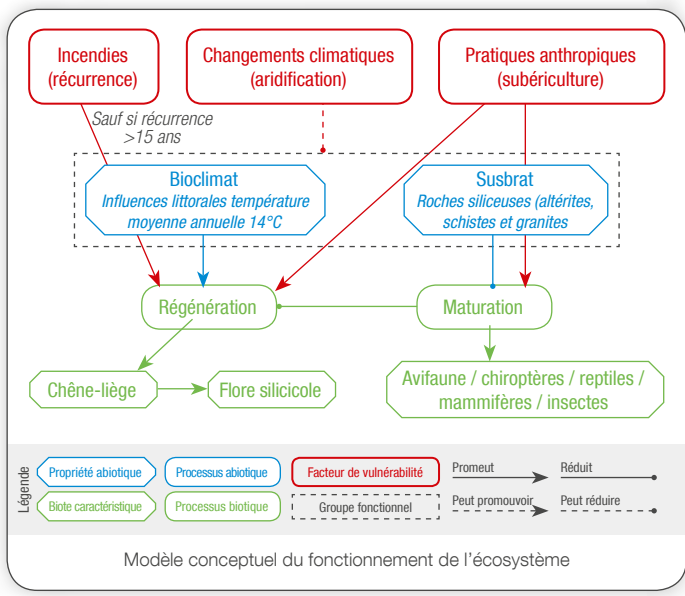 Incendies
(récurrence)
Changements climatiques
(aridification)
Pratiques anthropiques
(subériculture)
Sauf si récurrence
>15 ans
Bioclimat
Influences littorales température
moyenne annuelle 14°C
Susbrat
Roches siliceuses (altérites,
schistes et granites
Régénération
Maturation
Chêne-liège
Flore silicicole
Avifaune / chiroptères / reptiles /
mammifères / insectes
Légende
Propriété abiotique
Processus abiotique
Facteur de vulnérabilité
Promeut
Réduit
Biote caractéristique
Processus biotique
Groupe fonctionnel
Peut promouvoir
Peut réduire
Modèle conceptuel du fonctionnement de l'écosystème